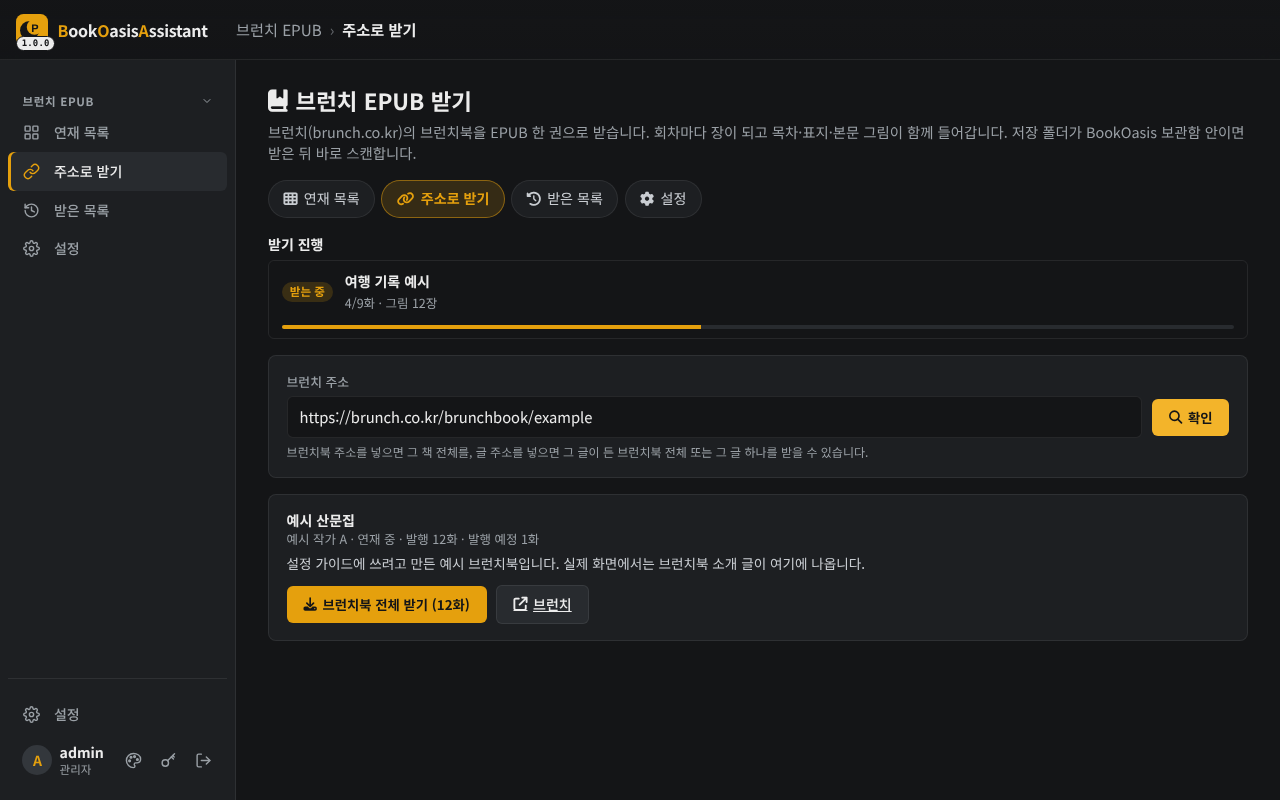 P
1.0.0
BookOasisAssistant
브런치 EPUB › 주소로 받기
브런치 EPUB
연재 목록
주소로 받기
받은 목록
설정
설정
A
admin
관리자
브런치 EPUB 받기
브런치(brunch.co.kr)의 브런치북을 EPUB 한 권으로 받습니다. 회차마다 장이 되고 목차·표지·본문 그림이 함께 들어갑니다. 저장 폴더가 BookOasis 보관함 안이면
받은 뒤 바로 스캔합니다.
연재 목록
주소로 받기
받은 목록
설정
받기 진행
받는 중
여행 기록 예시
4/9화 · 그림 12장
브런치 주소
https://brunch.co.kr/brunchbook/example
확인
브런치북 주소를 넣으면 그 책 전체를, 글 주소를 넣으면 그 글이 든 브런치북 전체 또는 그 글 하나를 받을 수 있습니다.
예시 산문집
예시 작가 A · 연재 중 · 발행 12화 · 발행 예정 1화
설정 가이드에 쓰려고 만든 예시 브런치북입니다. 실제 화면에서는 브런치북 소개 글이 여기에 나옵니다.
브런치북 전체 받기 (12화)
브런치